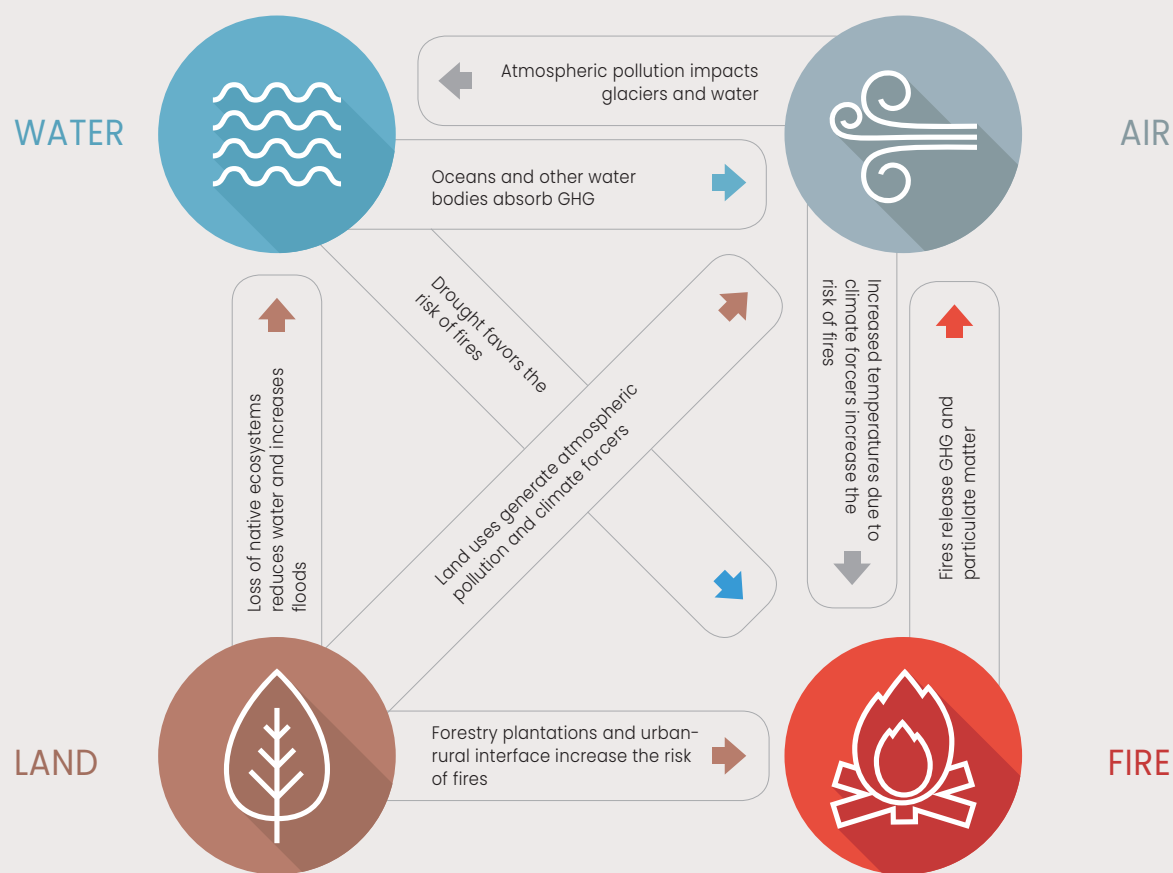 WATER
Atmospheric pollution impacts
glaciers and water
AIR
Oceans and other water
bodies absorb GHG
Drought favors the
risk of fires
Increased temperatures due to
climate forcers increase the
risk of fires
Fires release GHG and
particulate matter
Loss of native ecosystems
reduces water and increases
floods
Land uses generate atmospheric
pollution and climate forcers
LAND
Forestry plantations and urban-
rural interface increase the risk
of fires
FIRE